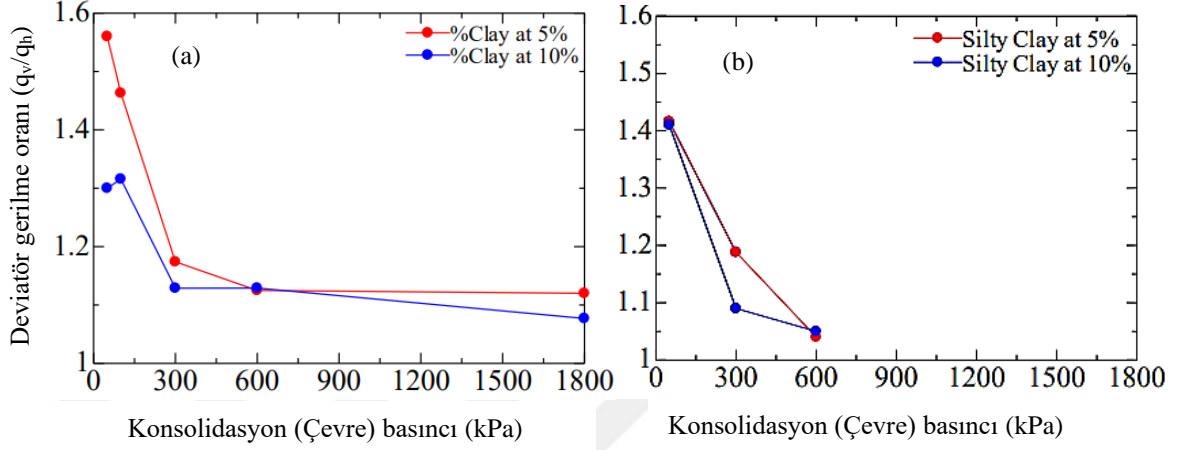 Deviatör gerilme oranı (qv/qh)
1.6
1.4
1.2
1
(a)
%Clay at 5%
%Clay at 10%
0 300 600 900 1200 1500 1800
Konsolidasyon (Çevre) basıncı (kPa)
1.6
1.5
1.4
1.3
1.2
1.1
1
(b)
Silty Clay at 5%
Silty Clay at 10%
0 300 600 900 1200 1500 1800
Konsolidasyon (Çevre) basıncı (kPa)